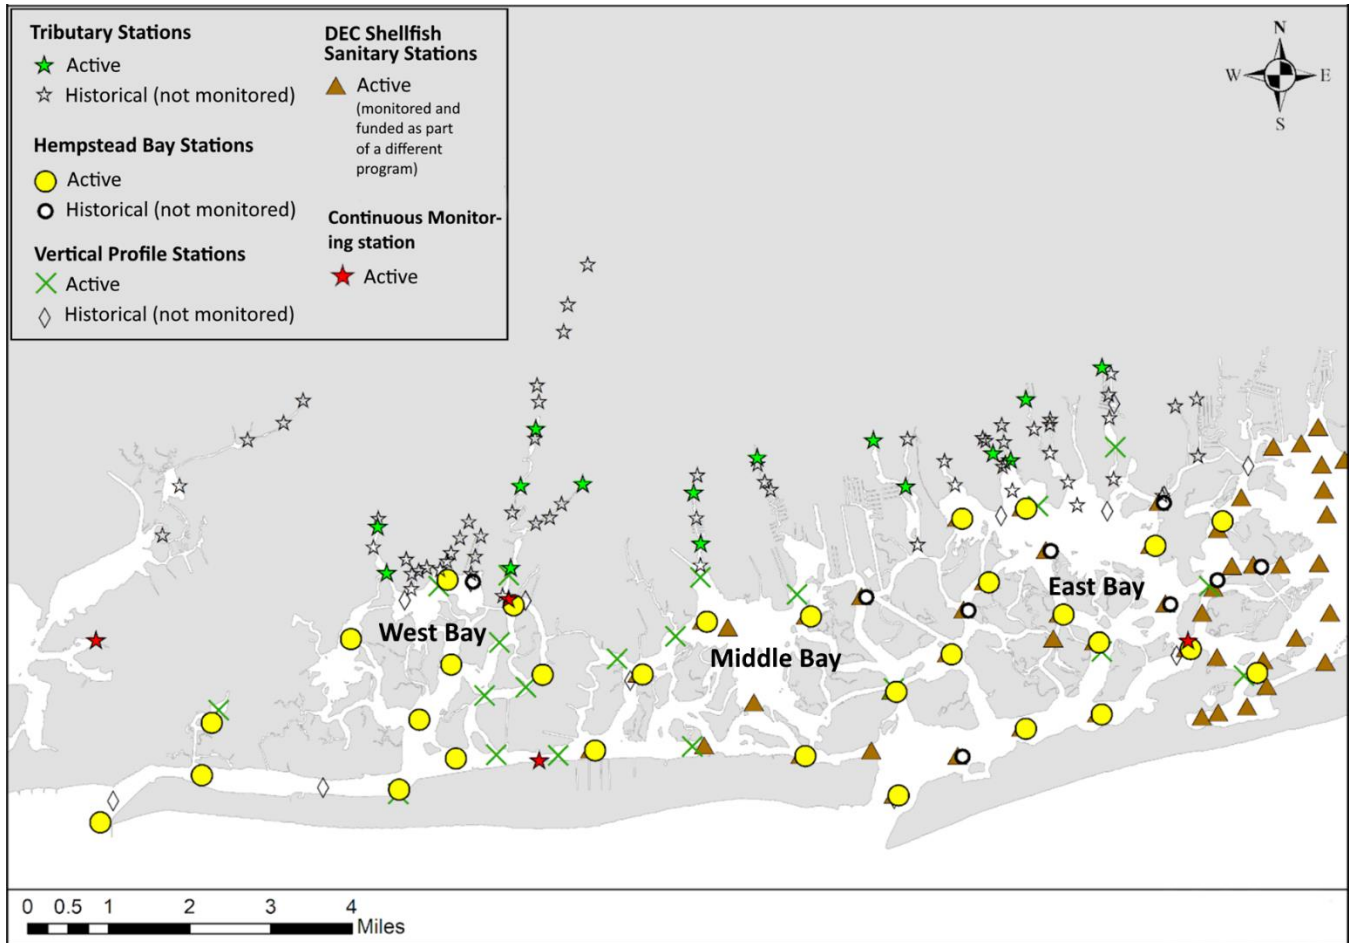 Tributary Stations
Active
Historical (not monitored)
Hempstead Bay Stations
Active
Historical (not monitored)
Vertical Profile Stations
Active
Historical (not monitored)
DEC Shellfish
Sanitary Stations
Active
(monitored and
funded as part
of a different
program)
Continuous Monitor-
ing station
Active
N
W E
S
East Bay
West Bay
Middle Bay
0 0.5 1 2 3 4
Miles